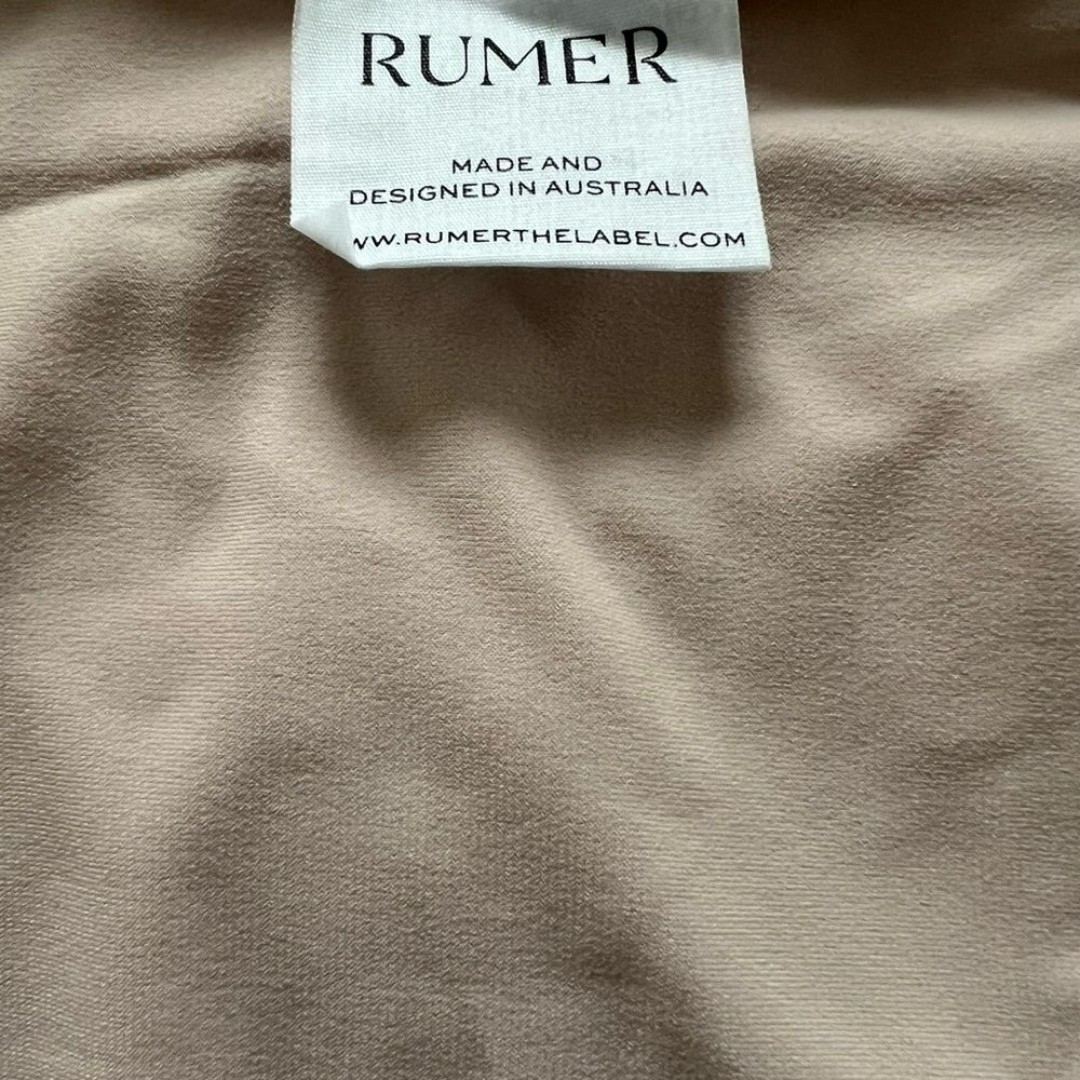 RUMER
MADE AND
DESIGNED IN AUSTRALIA
WW.RUMERTHELABEL.COM